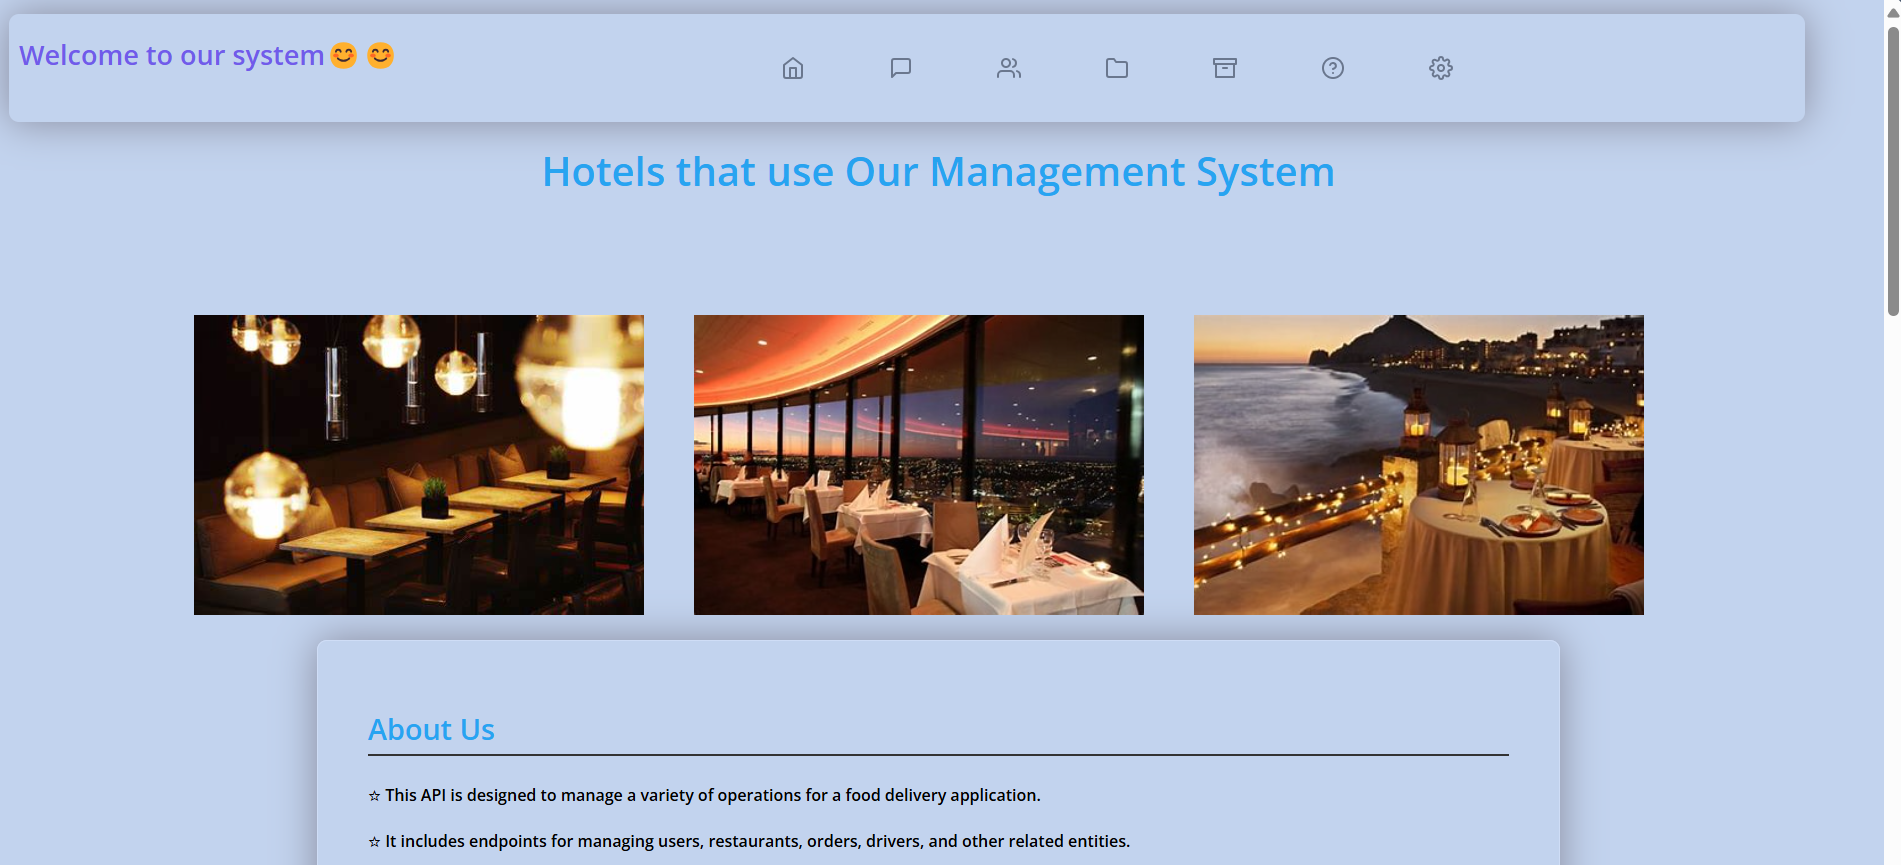 Welcome to our system😊 😊
Hotels that use Our Management System
About Us
☆ This API is designed to manage a variety of operations for a food delivery application.
☆ It includes endpoints for managing users, restaurants, orders, drivers, and other related entities.